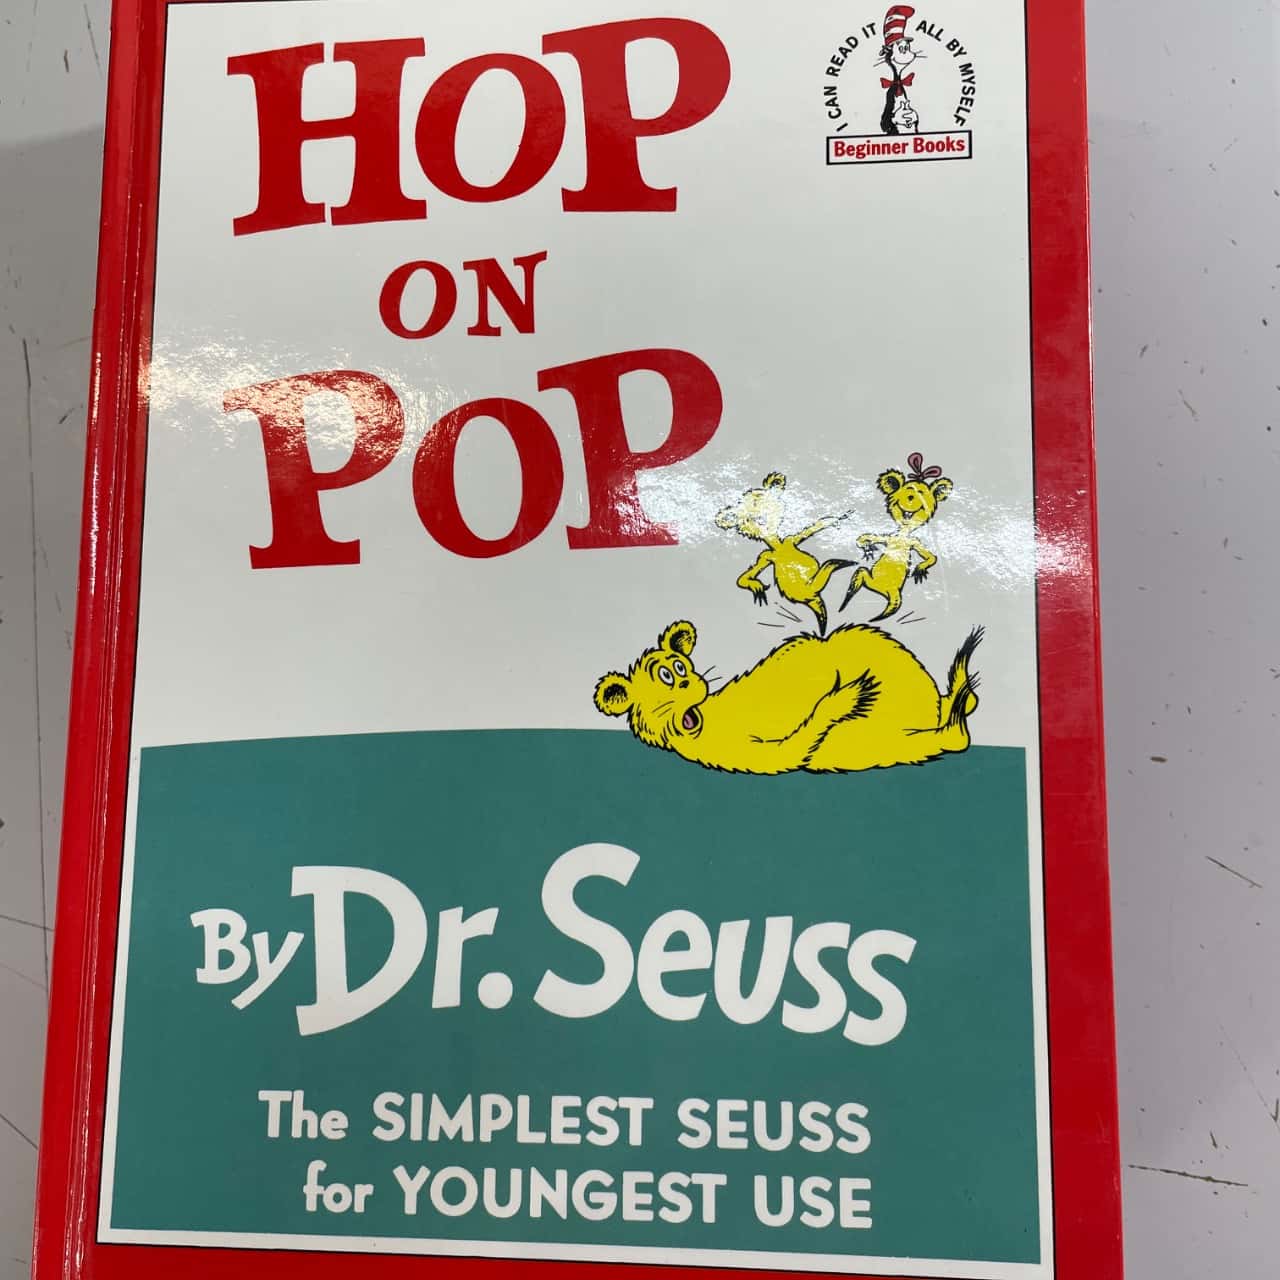 HOP
ON
POP
I CAN READ IT ALL BY MYSELF
Beginner Books
By Dr. Seuss
The SIMPLEST SEUSS
for YOUNGEST USE